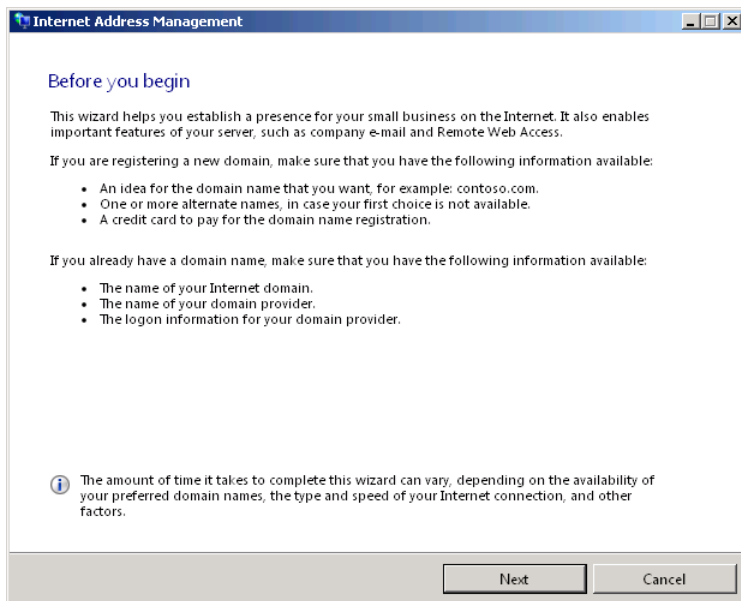 Internet Address Management
Before you begin
This wizard helps you establish a presence for your small business on the Internet. It also enables
important features of your server, such as company e-mail and Remote Web Access.
If you are registering a new domain, make sure that you have the following information available:
• An idea for the domain name that you want, for example: contoso.com.
• One or more alternate names, in case your first choice is not available.
• A credit card to pay for the domain name registration.
If you already have a domain name, make sure that you have the following information available:
• The name of your Internet domain.
• The name of your domain provider.
• The logon information for your domain provider.
The amount of time it takes to complete this wizard can vary, depending on the availability of
your preferred domain names, the type and speed of your Internet connection, and other
factors.
Next Cancel